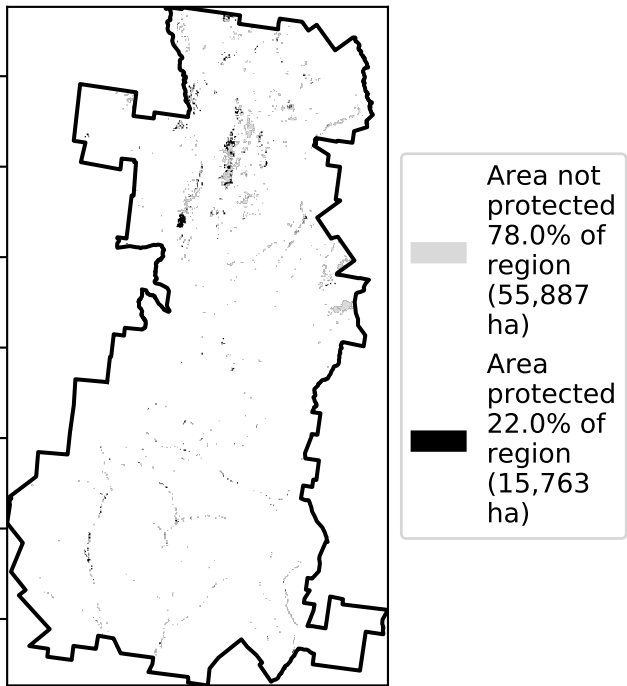 Area not
protected
78.0% of
region
(55,887
ha)
Area
protected
22.0% of
region
(15,763
ha)